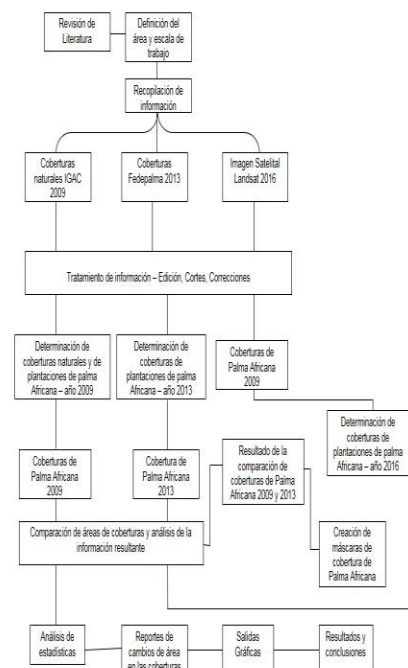 Revisión de
Literatura
Definición del
área y escala de
trabajo
Recopilación de
información
Coberturas
naturales IGAC
2009
Coberturas
Fedepalma 2013
Imagen Satelital
Landsat 2016
Tratamiento de información – Edición, Cortes, Correcciones
Determinación de
coberturas naturales y de
plantaciones de palma
Africana – año 2009
Determinación de
coberturas de
plantaciones de palma
Africana – año 2013
Coberturas de
Palma Africana
2009
Determinación de
coberturas de
plantaciones de palma
Africana – año 2016
Coberturas de
Palma Africana
2009
Cobertura de
Palma Africana
2013
Resultado de la
comparación de
coberturas de Palma
Africana 2009 y 2013
Comparación de áreas de coberturas y análisis de la
información resultante
Creación de
máscaras de
cobertura de
Palma Africana
Análisis de
estadísticas
Reportes de
cambios de área
en las coberturas
Salidas
Gráficas
Resultados y
conclusiones